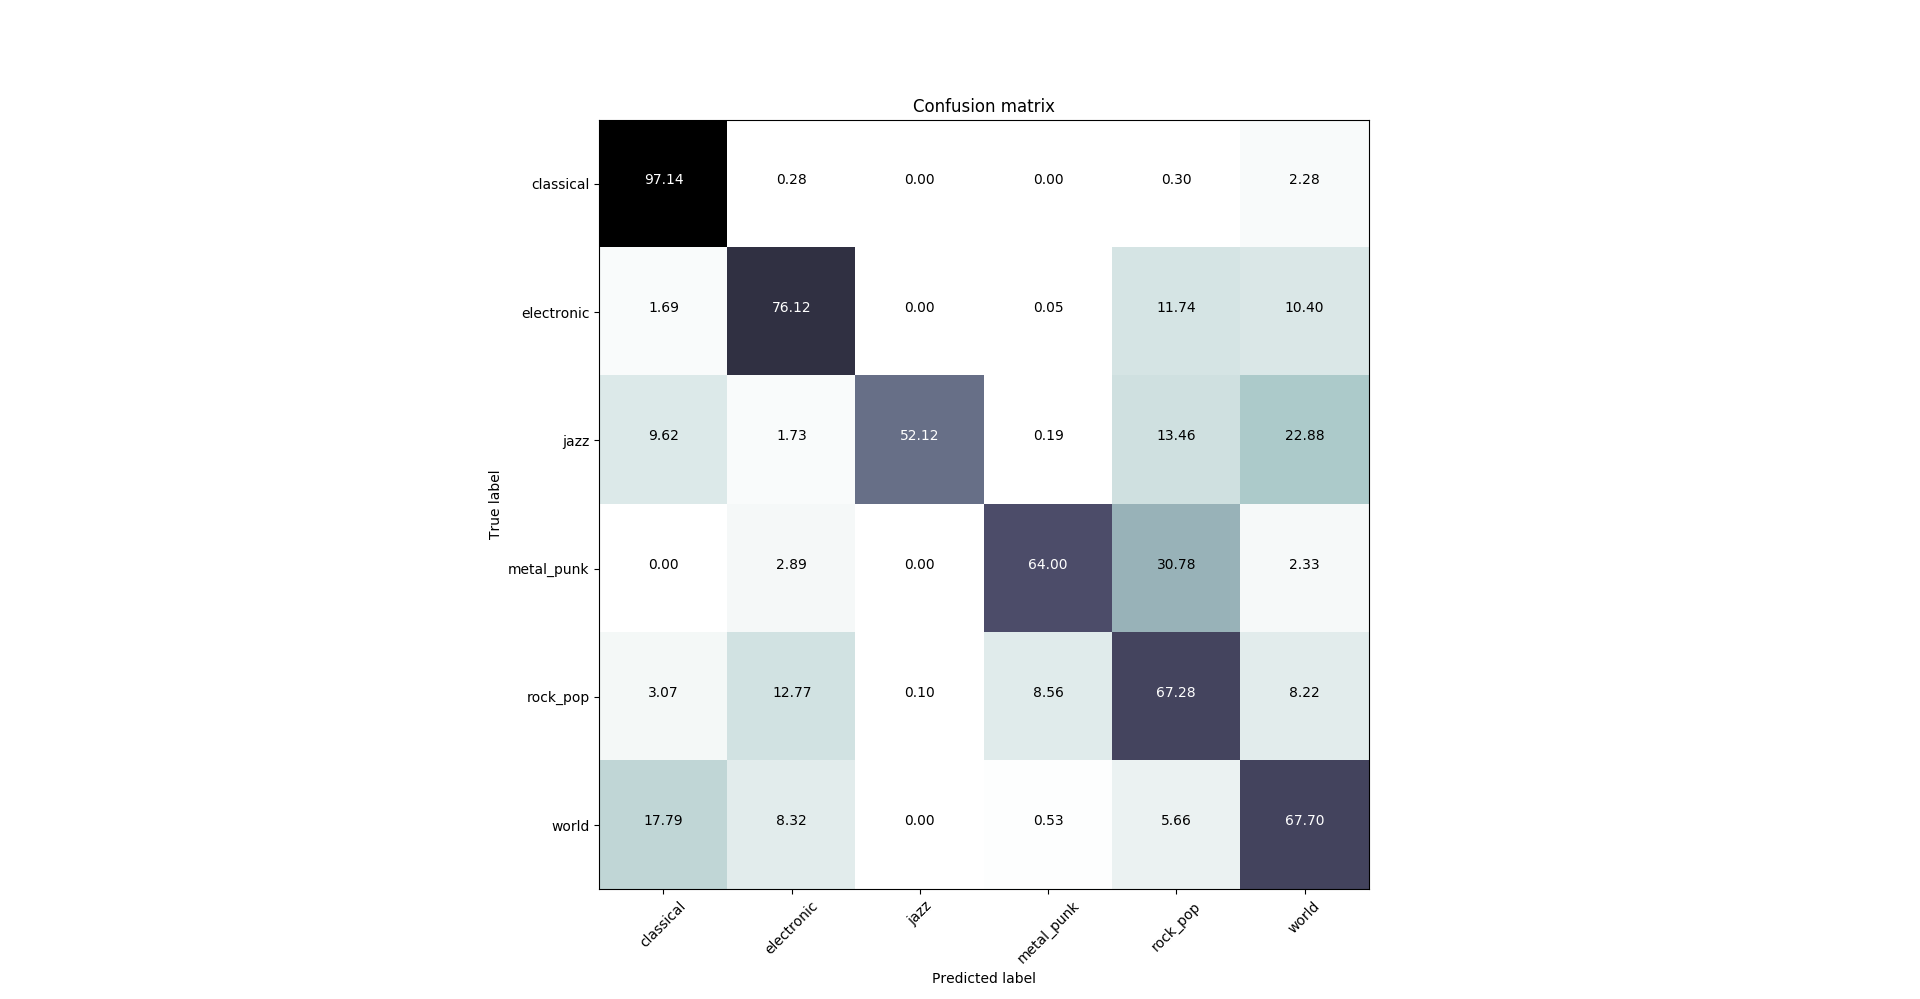 Confusion matrix
classical 97.14 0.28 0.00 0.00 0.30 2.28
electronic 1.69 76.12 0.00 0.05 11.74 10.40
jazz 9.62 1.73 52.12 0.19 13.46 22.88
True label
metal_punk 0.00 2.89 0.00 64.00 30.78 2.33
rock_pop 3.07 12.77 0.10 8.56 67.28 8.22
world 17.79 8.32 0.00 0.53 5.66 67.70
classical electronic jazz metal_punk rock_pop world
Predicted label